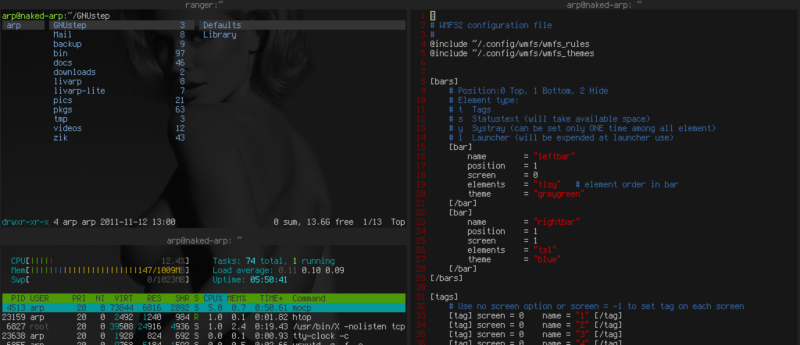 ranger:~
arp@naked-arp:~/GNUstep
arp GNUstep 3 Defaults
Mail 8 Library
backup 9
bin 97
docs 46
downloads 2
livarp 8
livarp-lite 7
pics 21
pkgs 63
tmp 3
videos 12
zik 43
drwxr-xr-x 4 arp arp 2011-11-12 13:00 0 sum, 13.6G free 1/13 Top
arp@naked-arp: ~
CPU[||||| 12.4%] Tasks: 74 total, 1 running
Mem[||||||||||||||||||||||||147/1009MB] Load average: 0.11 0.10 0.09
Swp[ 0/1023MB] Uptime: 05:50:41
PID USER PRI NI VIRT RES SHR S CPU% MEM% TIME+ Command
4513 arp 20 0 73844 6816 2892 S 5.0 0.7 0:50.61 mocp
23159 arp 20 0 2492 1240 984 R 1.0 0.1 0:01.82 htop
6827 root 20 0 39508 24916 4936 S 1.0 2.4 0:19.43 /usr/bin/X -nolisten tcp
23638 arp 20 0 1928 824 692 S 0.0 0.1 0:00.93 tty-clock -c
arp@naked-arp: ~
1
2 # WMFS2 configuration file
3 #
4 @include ~/.config/wmfs/wmfs_rules
5 @include ~/.config/wmfs/wmfs_themes
6
7
8 [bars]
9 # Position:0 Top, 1 Bottom, 2 Hide
10 # Element type:
11 # t Tags
12 # s Statustext (will take available space)
13 # y Systray (can be set only ONE time among all element)
14 # l Launcher (will be expended at launcher use)
15 [bar]
16 name = "leftbar"
17 position = 1
18 screen = 0
19 elements = "tlsy" # element order in bar
20 theme = "greygreen"
21 [/bar]
22 [bar]
23 name = "rightbar"
24 position = 1
25 screen = 1
26 elements = "tsl"
27 theme = "blue"
28 [/bar]
29 [/bars]
30
31 [tags]
32 # Use no screen option or screen = -1 to set tag on each screen
33 [tag] screen = 0 name = "1" [/tag]
34 [tag] screen = 0 name = "2" [/tag]
35 [tag] screen = 0 name = "3" [/tag]